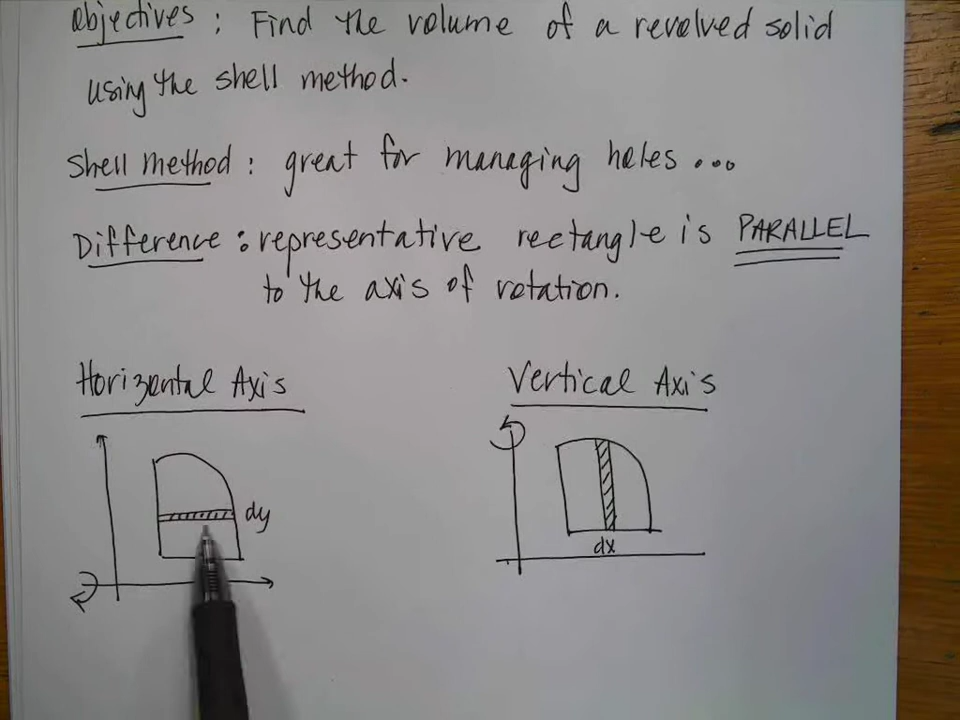 Objectives : Find the volume of a revolved solid
using the shell method.
Shell method : great for managing holes ...
Difference : representative rectangle is PARALLEL
to the axis of rotation.
Horizontal Axis
Vertical Axis
dy
dx